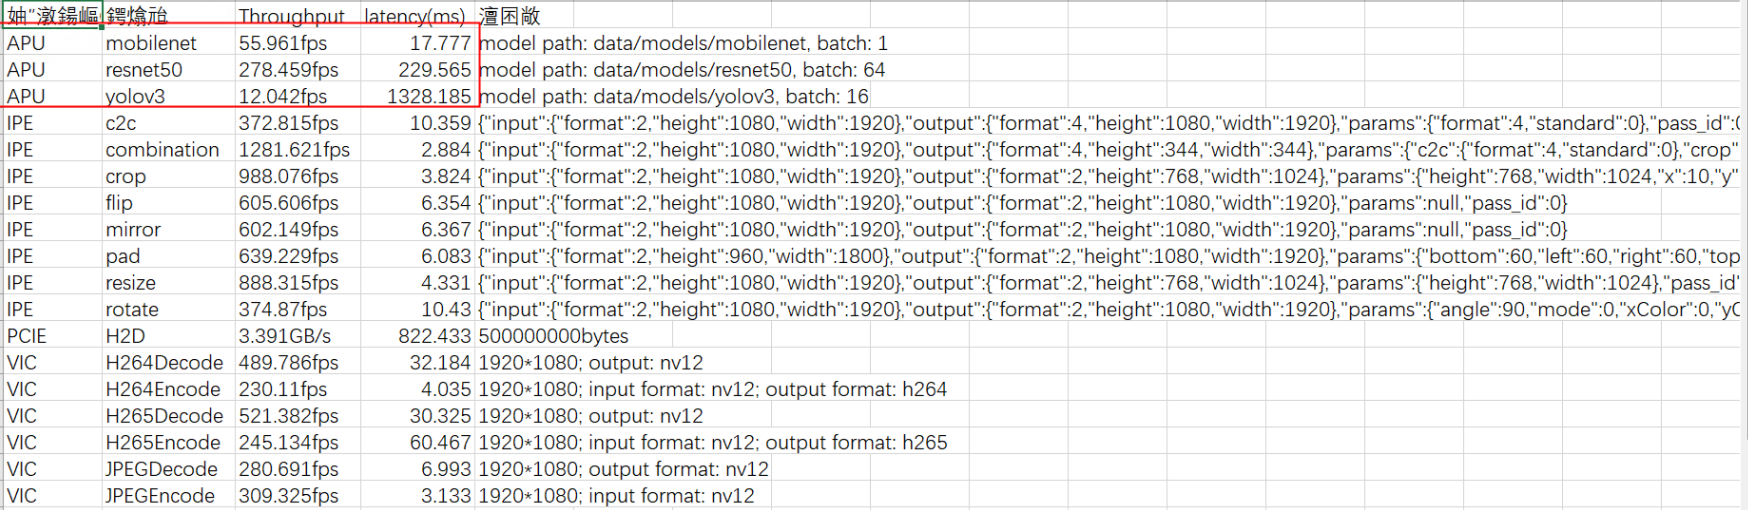 妯″潡鍚嶇 鍔熻兘 Throughput latency(ms) 澶囨敞
APU mobilenet 55.961fps 17.777 model path: data/models/mobilenet, batch: 1
APU resnet50 278.459fps 229.565 model path: data/models/resnet50, batch: 64
APU yolov3 12.042fps 1328.185 model path: data/models/yolov3, batch: 16
IPE c2c 372.815fps 10.359 {"input":{"format":2,"height":1080,"width":1920},"output":{"format":4,"height":1080,"width":1920},"params":{"format":4,"standard":0},"pass_id":0
IPE combination 1281.621fps 2.884 {"input":{"format":2,"height":1080,"width":1920},"output":{"format":4,"height":344,"width":344},"params":{"c2c":{"format":4,"standard":0},"crop"
IPE crop 988.076fps 3.824 {"input":{"format":2,"height":1080,"width":1920},"output":{"format":2,"height":768,"width":1024},"params":{"height":768,"width":1024,"x":10,"y"
IPE flip 605.606fps 6.354 {"input":{"format":2,"height":1080,"width":1920},"output":{"format":2,"height":1080,"width":1920},"params":null,"pass_id":0}
IPE mirror 602.149fps 6.367 {"input":{"format":2,"height":1080,"width":1920},"output":{"format":2,"height":1080,"width":1920},"params":null,"pass_id":0}
IPE pad 639.229fps 6.083 {"input":{"format":2,"height":960,"width":1800},"output":{"format":2,"height":1080,"width":1920},"params":{"bottom":60,"left":60,"right":60,"top
IPE resize 888.315fps 4.331 {"input":{"format":2,"height":1080,"width":1920},"output":{"format":2,"height":768,"width":1024},"params":{"height":768,"width":1024},"pass_id"
IPE rotate 374.87fps 10.43 {"input":{"format":2,"height":1080,"width":1920},"output":{"format":2,"height":1080,"width":1920},"params":{"angle":90,"mode":0,"xColor":0,"yC
PCIE H2D 3.391GB/s 822.433 500000000bytes
VIC H264Decode 489.786fps 32.184 1920*1080; output: nv12
VIC H264Encode 230.11fps 4.035 1920*1080; input format: nv12; output format: h264
VIC H265Decode 521.382fps 30.325 1920*1080; output: nv12
VIC H265Encode 245.134fps 60.467 1920*1080; input format: nv12; output format: h265
VIC JPEGDecode 280.691fps 6.993 1920*1080; output format: nv12
VIC JPEGEncode 309.325fps 3.133 1920*1080; input format: nv12